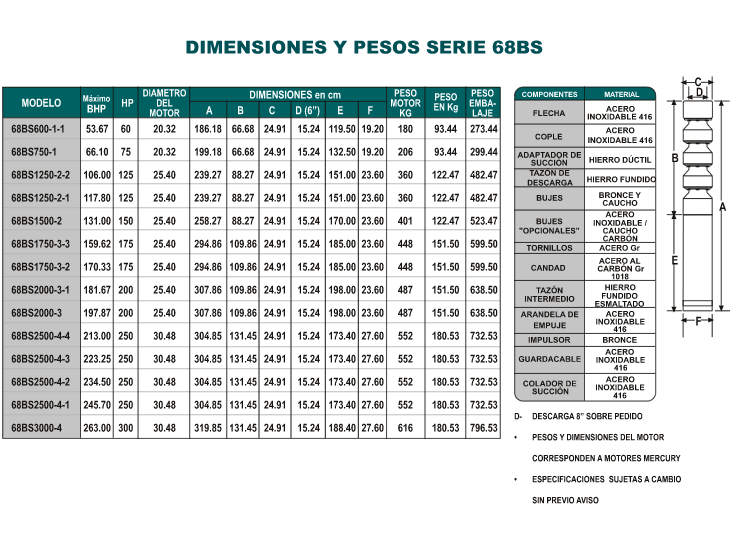 DIMENSIONES Y PESOS SERIE 68BS
MODELO Máximo BHP HP DIAMETRO DEL MOTOR DIMENSIONES en cm PESO MOTOR KG PESO EN Kg PESO EMBA-LAJE
A B C D (6") E F
68BS600-1-1 53.67 60 20.32 186.18 66.68 24.91 15.24 119.50 19.20 180 93.44 273.44
68BS750-1 66.10 75 20.32 199.18 66.68 24.91 15.24 132.50 19.20 206 93.44 299.44
68BS1250-2-2 106.00 125 25.40 239.27 88.27 24.91 15.24 151.00 23.60 360 122.47 482.47
68BS1250-2-1 117.80 125 25.40 239.27 88.27 24.91 15.24 151.00 23.60 360 122.47 482.47
68BS1500-2 131.00 150 25.40 258.27 88.27 24.91 15.24 170.00 23.60 401 122.47 523.47
68BS1750-3-3 159.62 175 25.40 294.86 109.86 24.91 15.24 185.00 23.60 448 151.50 599.50
68BS1750-3-2 170.33 175 25.40 294.86 109.86 24.91 15.24 185.00 23.60 448 151.50 599.50
68BS2000-3-1 181.67 200 25.40 307.86 109.86 24.91 15.24 198.00 23.60 487 151.50 638.50
68BS2000-3 197.87 200 25.40 307.86 109.86 24.91 15.24 198.00 23.60 487 151.50 638.50
68BS2500-4-4 213.00 250 30.48 304.85 131.45 24.91 15.24 173.40 27.60 552 180.53 732.53
68BS2500-4-3 223.25 250 30.48 304.85 131.45 24.91 15.24 173.40 27.60 552 180.53 732.53
68BS2500-4-2 234.50 250 30.48 304.85 131.45 24.91 15.24 173.40 27.60 552 180.53 732.53
68BS2500-4-1 245.70 250 30.48 304.85 131.45 24.91 15.24 173.40 27.60 552 180.53 732.53
68BS3000-4 263.00 300 30.48 319.85 131.45 24.91 15.24 188.40 27.60 616 180.53 796.53
COMPONENTES MATERIAL
FLECHA ACERO
INOXIDABLE 416
COPLE ACERO
INOXIDABLE 416
ADAPTADOR DE
SUCCIÓN HIERRO DÚCTIL
TAZÓN DE
DESCARGA HIERRO FUNDIDO
BUJES BRONCE Y
CAUCHO
BUJES
"OPCIONALES" ACERO
INOXIDABLE /
CAUCHO
CARBÓN
TORNILLOS ACERO Gr
CANDAD ACERO AL
CARBÓN Gr
1018
TAZÓN
INTERMEDIO HIERRO
FUNDIDO
ESMALTADO
ARANDELA DE
EMPUJE ACERO
INOXIDABLE
416
IMPULSOR BRONCE
GUARDACABLE ACERO
INOXIDABLE
416
COLADOR DE
SUCCIÓN ACERO
INOXIDABLE
416
D- DESCARGA 8" SOBRE PEDIDO
• PESOS Y DIMENSIONES DEL MOTOR
CORRESPONDEN A MOTORES MERCURY
• ESPECIFICACIONES SUJETAS A CAMBIO
SIN PREVIO AVISO
C
D
B
A
E
F